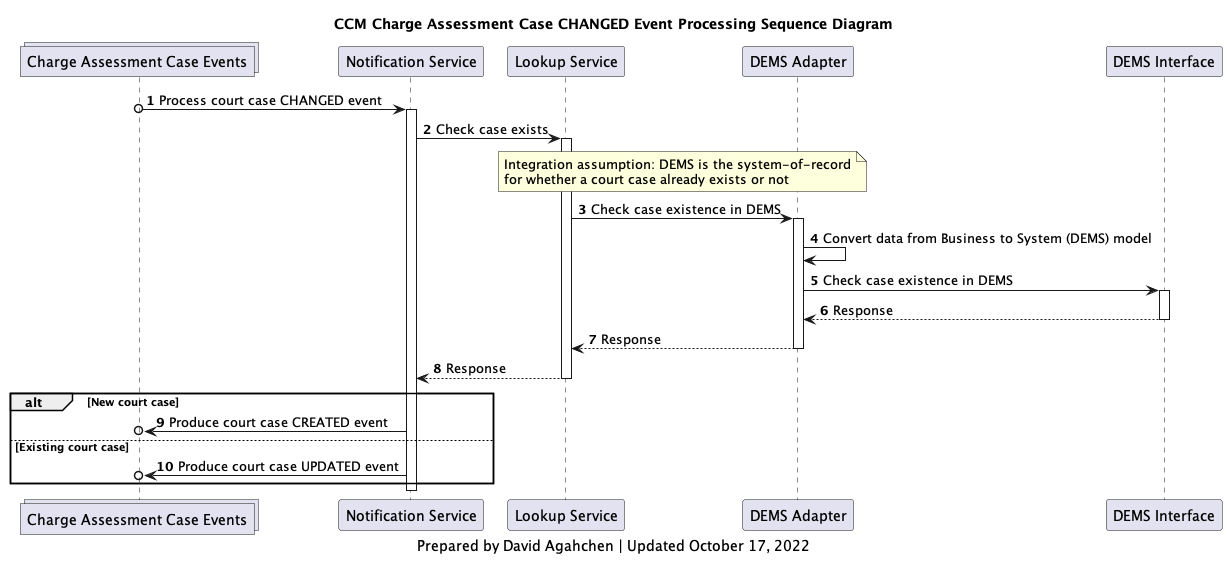 CCM Charge Assessment Case CHANGED Event Processing Sequence Diagram
Charge Assessment Case Events
Notification Service
Lookup Service
DEMS Adapter
DEMS Interface
1 Process court case CHANGED event
2 Check case exists
Integration assumption: DEMS is the system-of-record
for whether a court case already exists or not
3 Check case existence in DEMS
4 Convert data from Business to System (DEMS) model
5 Check case existence in DEMS
6 Response
7 Response
8 Response
alt [New court case]
9 Produce court case CREATED event
[Existing court case]
10 Produce court case UPDATED event
Charge Assessment Case Events
Notification Service
Lookup Service
DEMS Adapter
DEMS Interface
Prepared by David Agahchen | Updated October 17, 2022